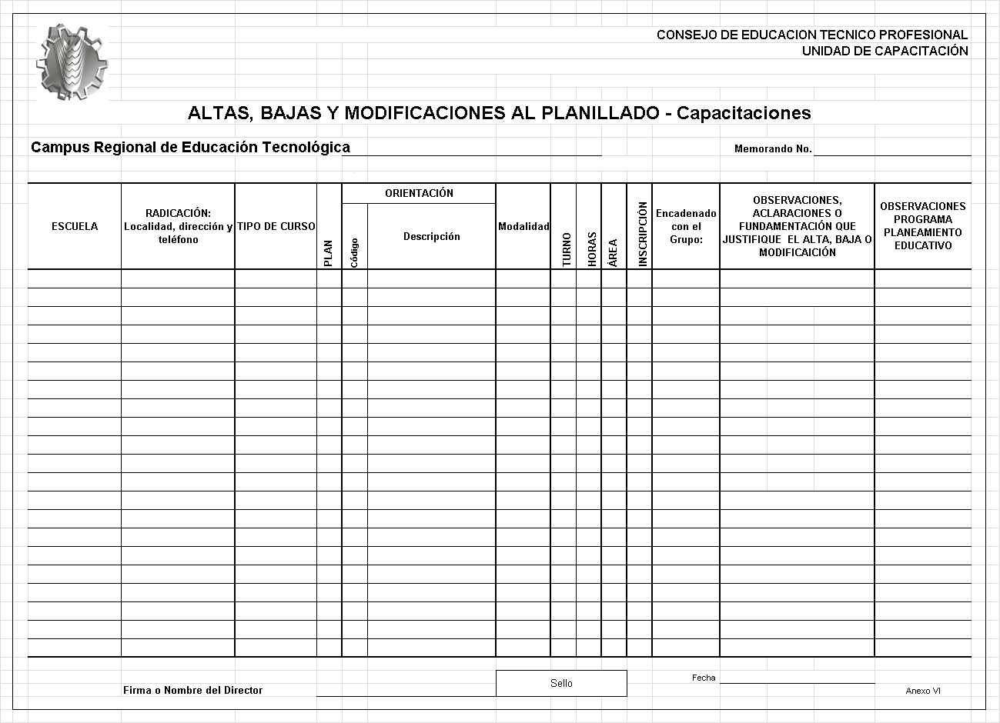 CONSEJO DE EDUCACION TECNICO PROFESIONAL
UNIDAD DE CAPACITACIÓN
ALTAS, BAJAS Y MODIFICACIONES AL PLANILLADO - Capacitaciones
Campus Regional de Educación Tecnológica
Memorando No.
ESCUELA
RADICACIÓN:
Localidad, dirección y
teléfono
TIPO DE CURSO
PLAN
ORIENTACIÓN
Código
Descripción
Modalidad
TURNO
HORAS
ÁREA
INSCRIPCIÓN
Encadenado
con el
Grupo:
OBSERVACIONES,
ACLARACIONES O
FUNDAMENTACIÓN QUE
JUSTIFIQUE EL ALTA, BAJA O
MODIFICAICIÓN
OBSERVACIONES
PROGRAMA
PLANEAMIENTO
EDUCATIVO
Firma o Nombre del Director
Sello
Fecha
Anexo VI